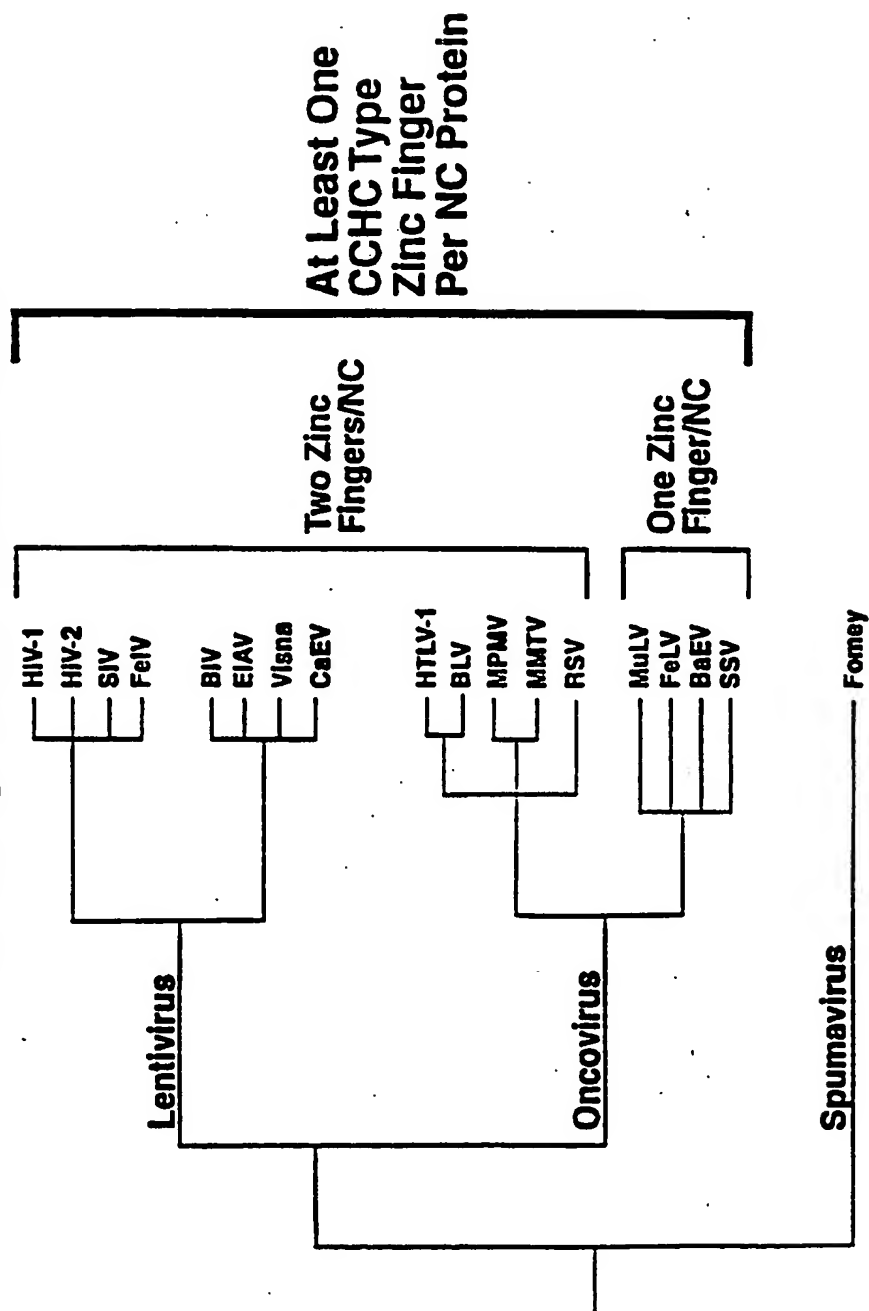 Lentivirus
Oncovirus
Spumavirus
HIV-1
HIV-2
SIV
FeIV
BIV
EIAV
Visna
CaEV
HTLV-1
BLV
MPMV
MMTV
RSV
MuLV
FeLV
BaEV
SSV
Fomey
Two Zinc
Fingers/NC
One Zinc
Finger/NC
At Least One
CCHC Type
Zinc Finger
Per NC Protein